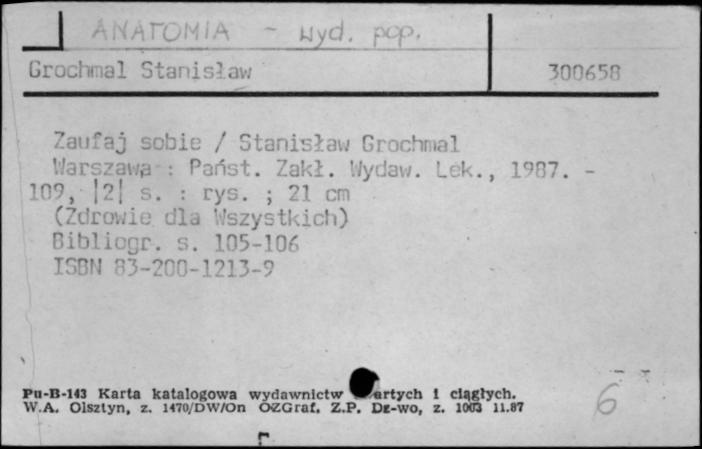 ANATOMIA - wyd. pop.
Grochmal Stanisław 300658
Zaufaj sobie / Stanisław Grochmal
Warszawa : Państ. Zakł. Wydaw. Lek., 1987. -
109, |2| s. : rys. ; 21 cm
(Zdrowie dla Wszystkich)
Bibliogr. s. 105-106
ISBN 83-200-1213-9
Pu-B-143 Karta katalogowa wydawnictw artych i ciągłych.
W.A. Olsztyn, z. 1470/DW/On OZGraf. Z.P. Dz-wo, z. 1003 11.87
6